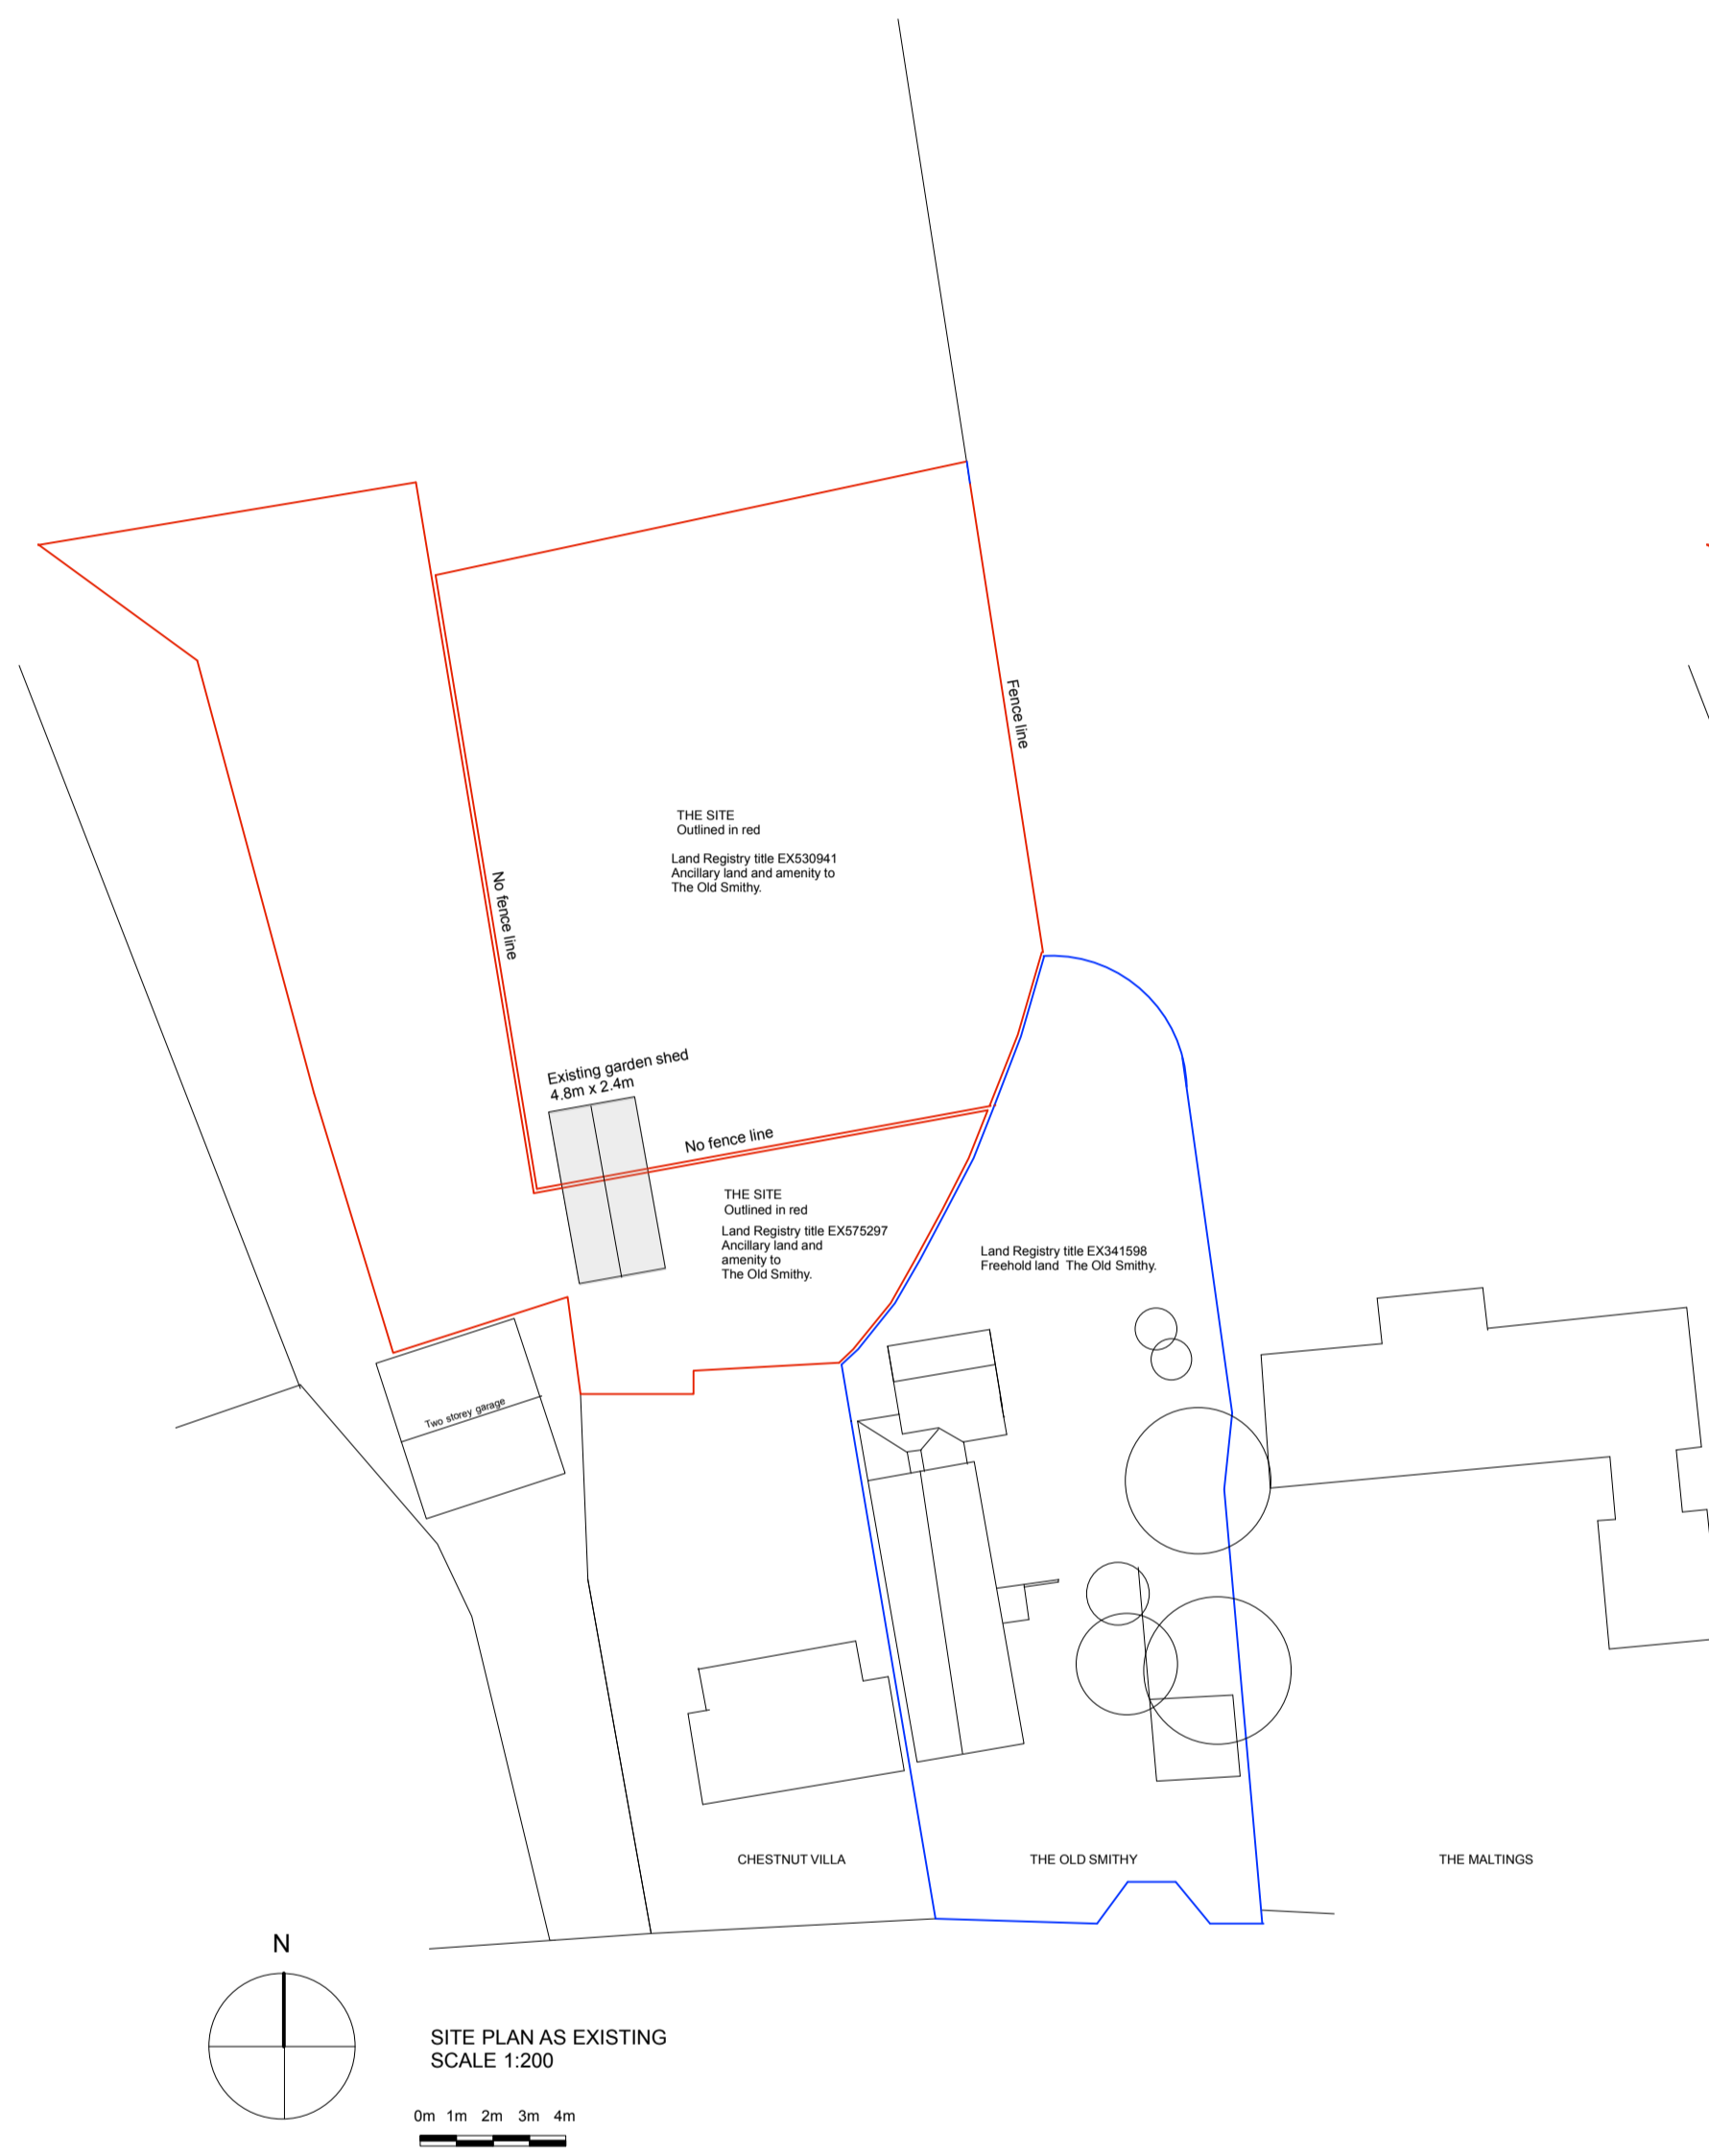 Fence line
THE SITE
Outlined in red
Land Registry title EX530941
Ancillary land and amenity to
The Old Smithy.
No fence line
Existing garden shed
4.8m x 2.4m
No fence line
THE SITE
Outlined in red
Land Registry title EX575297
Ancillary land and
amenity to
The Old Smithy.
Land Registry title EX341598
Freehold land The Old Smithy.
Two storey garage
CHESTNUT VILLA
THE OLD SMITHY
THE MALTINGS
N
SITE PLAN AS EXISTING
SCALE 1:200
0m 1m 2m 3m 4m